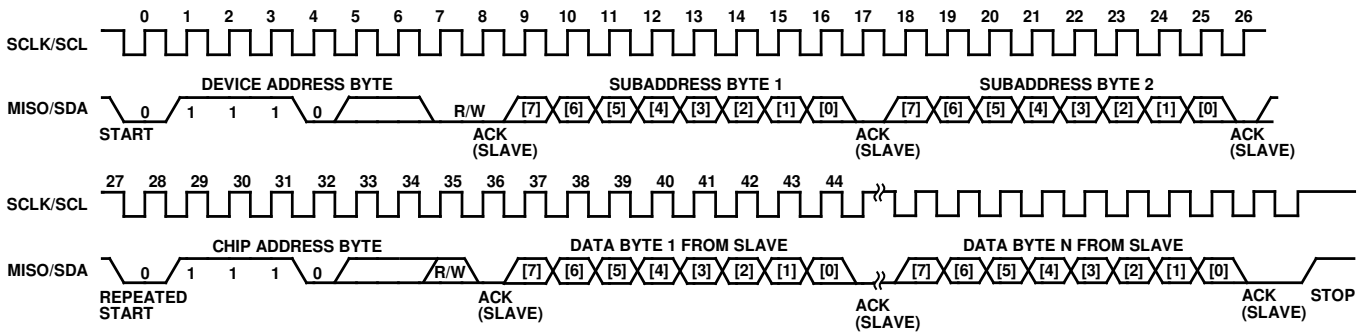 0 1 2 3 4 5 6 7 8 9 10 11 12 13 14 15 16 17 18 19 20 21 22 23 24 25 26
SCLK/SCL
DEVICE ADDRESS BYTE SUBADDRESS BYTE 1 SUBADDRESS BYTE 2
MISO/SDA 0 1 1 1 0 R/W [7] [6] [5] [4] [3] [2] [1] [0] [7] [6] [5] [4] [3] [2] [1] [0]
START ACK ACK ACK
(SLAVE) (SLAVE) (SLAVE)
27 28 29 30 31 32 33 34 35 36 37 38 39 40 41 42 43 44
SCLK/SCL
CHIP ADDRESS BYTE DATA BYTE 1 FROM SLAVE DATA BYTE N FROM SLAVE
MISO/SDA 0 1 1 1 0 R/W [7] [6] [5] [4] [3] [2] [1] [0] [7] [6] [5] [4] [3] [2] [1] [0]
REPEATED ACK ACK ACK STOP
START (SLAVE) (SLAVE) (SLAVE)